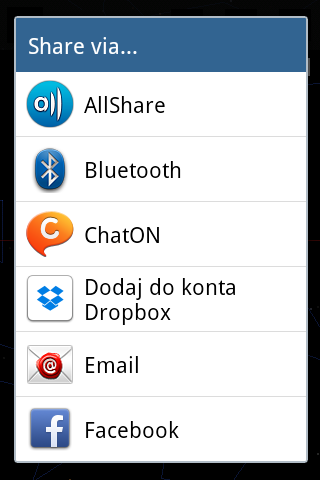 Share via...
AllShare
Bluetooth
ChatON
Dodaj do konta
Dropbox
Email
Facebook